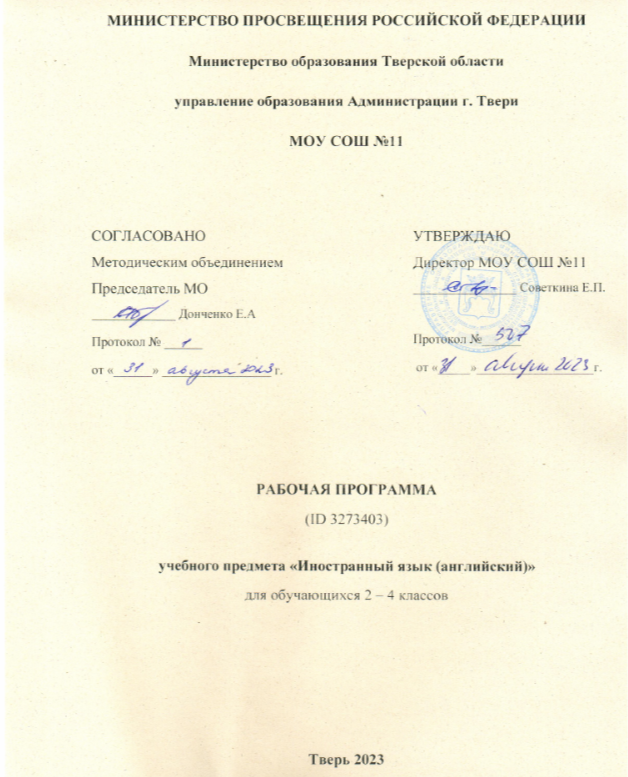 МИНИСТЕРСТВО ПРОСВЕЩЕНИЯ РОССИЙСКОЙ ФЕДЕРАЦИИ
Министерство образования Тверской области
управление образования Администрации г. Твери
МОУ СОШ №11
СОГЛАСОВАНО
Методическим объединением
Председатель МО
Донченко Е.А
Протокол № 1
от «31» августа 2023 г.
УТВЕРЖДАЮ
Директор МОУ СОШ №11
Советкина Е.П.
Протокол № 527
от «31» августа 2023 г.
РАБОЧАЯ ПРОГРАММА
(ID 3273403)
учебного предмета «Иностранный язык (английский)»
для обучающихся 2 – 4 классов
Тверь 2023